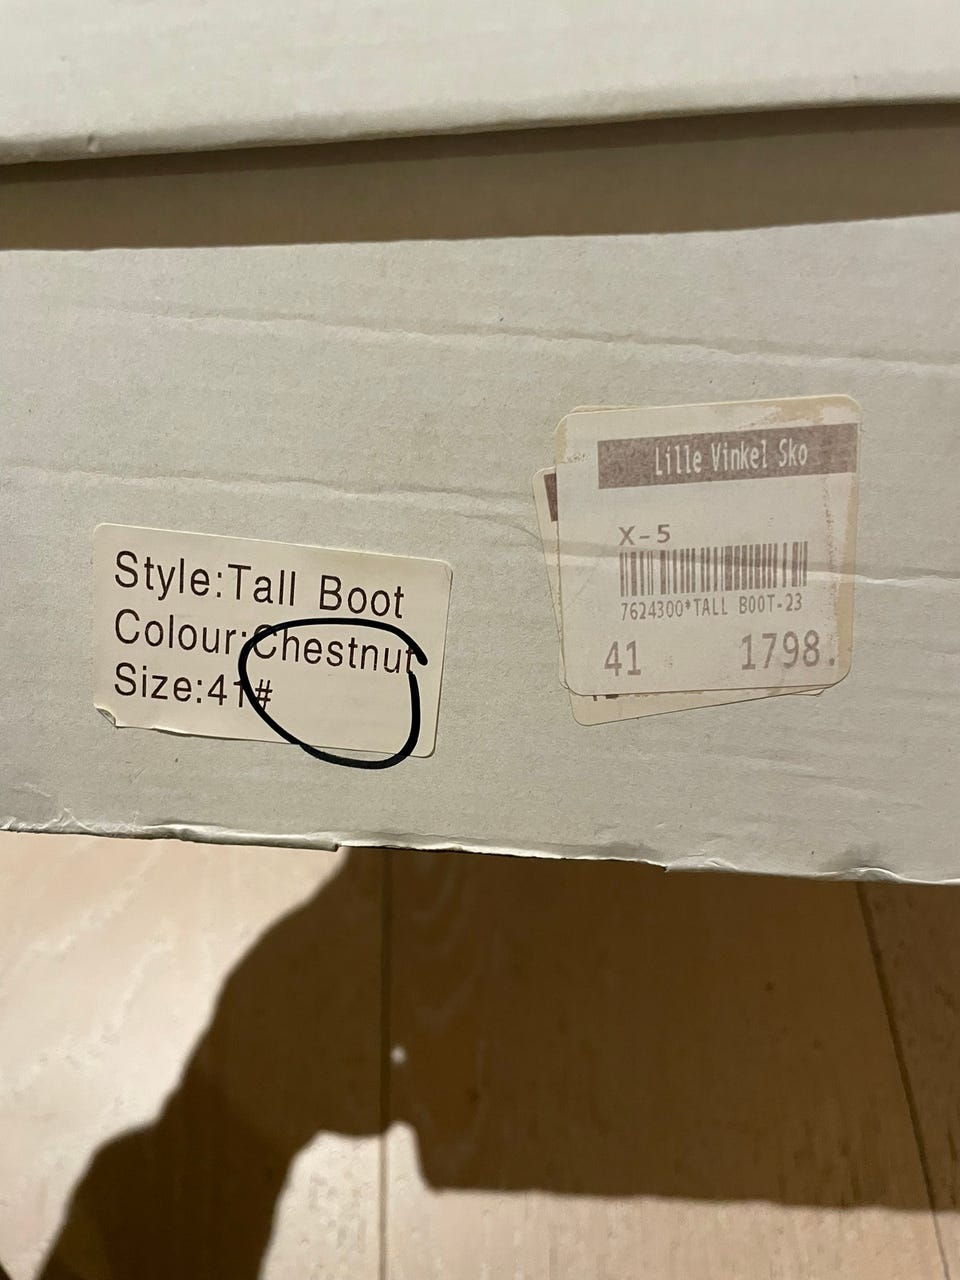 Style:Tall Boot
Colour:Chestnut
Size:41#
Lille Vinkel Sko
X-5
7624300*TALL BOOT-23
41 1798.